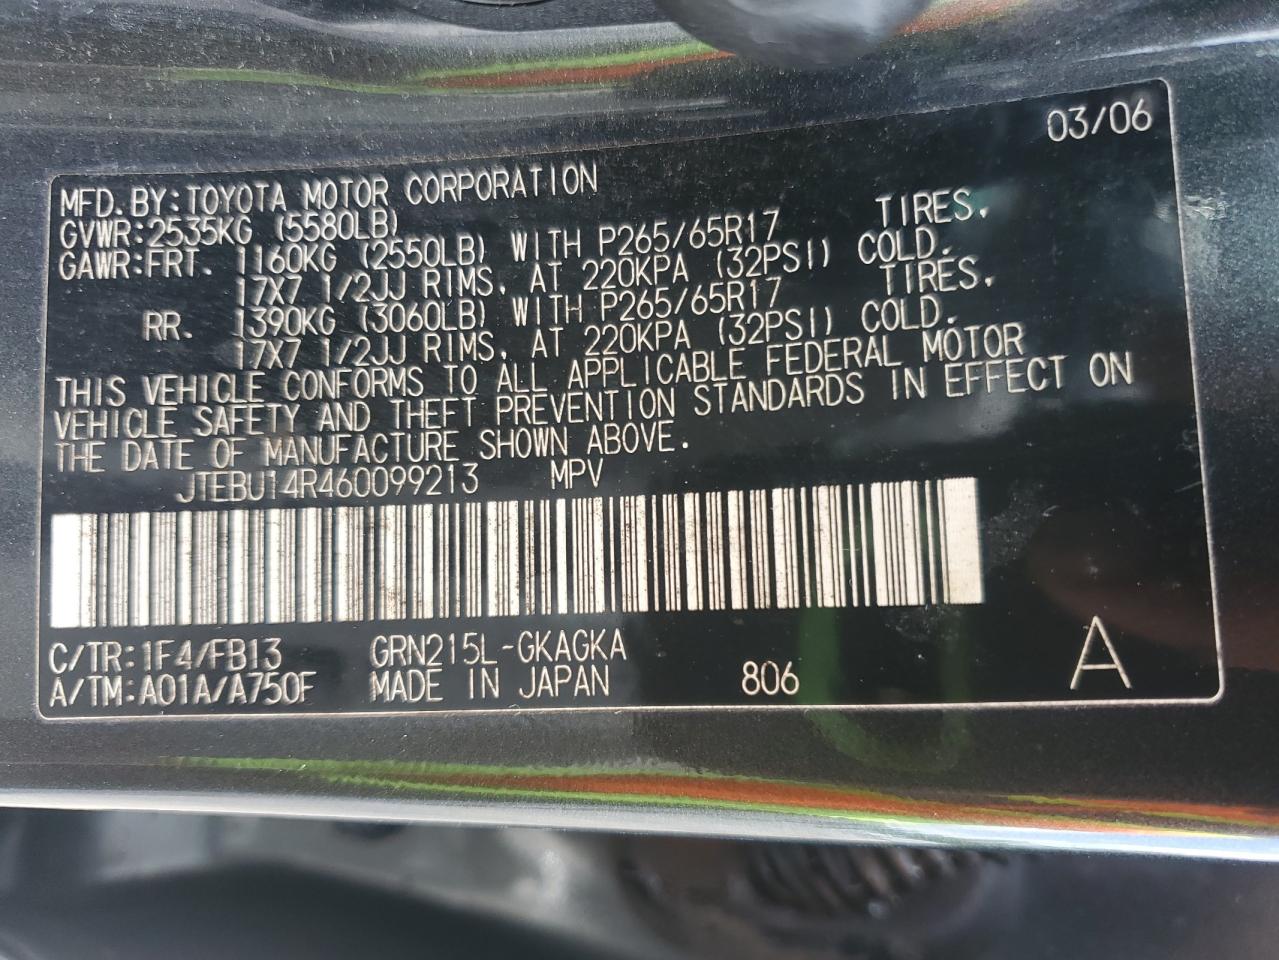 03/06
MFD. BY: TOYOTA MOTOR CORPORATION
GVWR: 2535KG (5580LB)
GAWR: FRT. 1160KG (2550LB) WITH P265/65R17 TIRES,
17X7 1/2JJ RIMS, AT 220KPA (32PSI) COLD.
RR. 1390KG (3060LB) WITH P265/65R17 TIRES,
17X7 1/2JJ RIMS, AT 220KPA (32PSI) COLD.
THIS VEHICLE CONFORMS TO ALL APPLICABLE FEDERAL MOTOR
VEHICLE SAFETY AND THEFT PREVENTION STANDARDS IN EFFECT ON
THE DATE OF MANUFACTURE SHOWN ABOVE.
JTEBU14R460099213 MPV
C/TR: 1F4/FB13 GRN215L-GKAGKA
A/TM: A01A/A750F MADE IN JAPAN 806 A